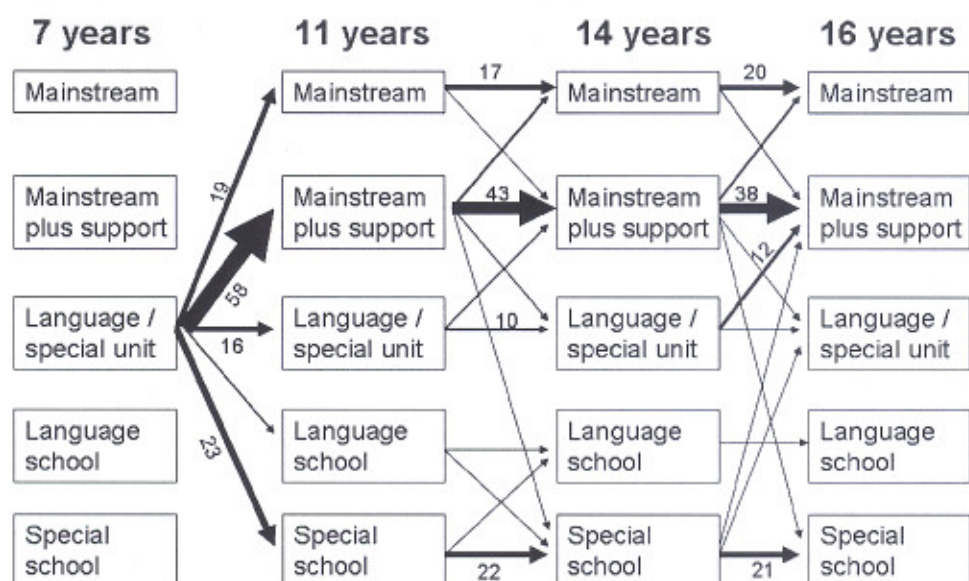 7 years
11 years
14 years
16 years
Mainstream
Mainstream
plus support
Language /
special unit
Language
school
Special
school
19
58
16
23
Mainstream
Mainstream
plus support
Language /
special unit
Language
school
Special
school
17
43
10
22
Mainstream
Mainstream
plus support
Language /
special unit
Language
school
Special
school
20
38
12
21
Mainstream
Mainstream
plus support
Language /
special unit
Language
school
Special
school